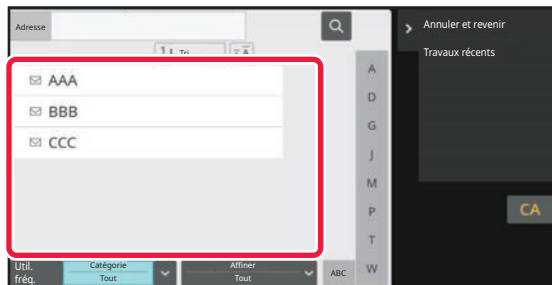 Adresse
Annuler et revenir
Travaux récents
Tri
AAA
BBB
CCC
A
D
G
J
M
P
T
W
CA
Util.
fréq.
Catégorie
Tout
Affiner
Tout
ABC